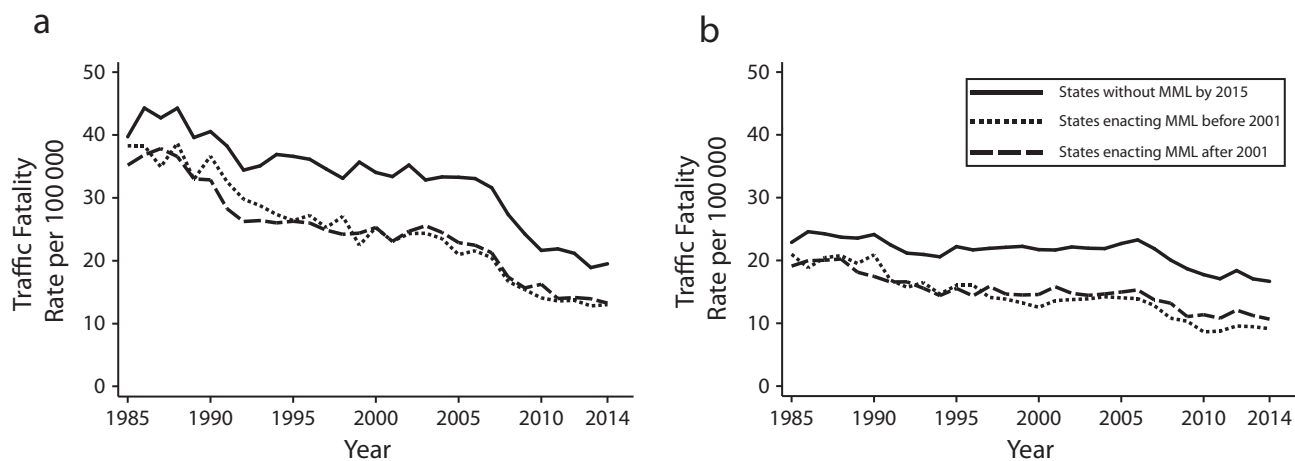 a
Traffic Fatality
Rate per 100 000
50
40
30
20
10
0
1985
1990
1995
2000
2005
2010
2014
Year
b
Traffic Fatality
Rate per 100 000
50
40
30
20
10
0
1985
1990
1995
2000
2005
2010
2014
Year
States without MML by 2015
States enacting MML before 2001
States enacting MML after 2001